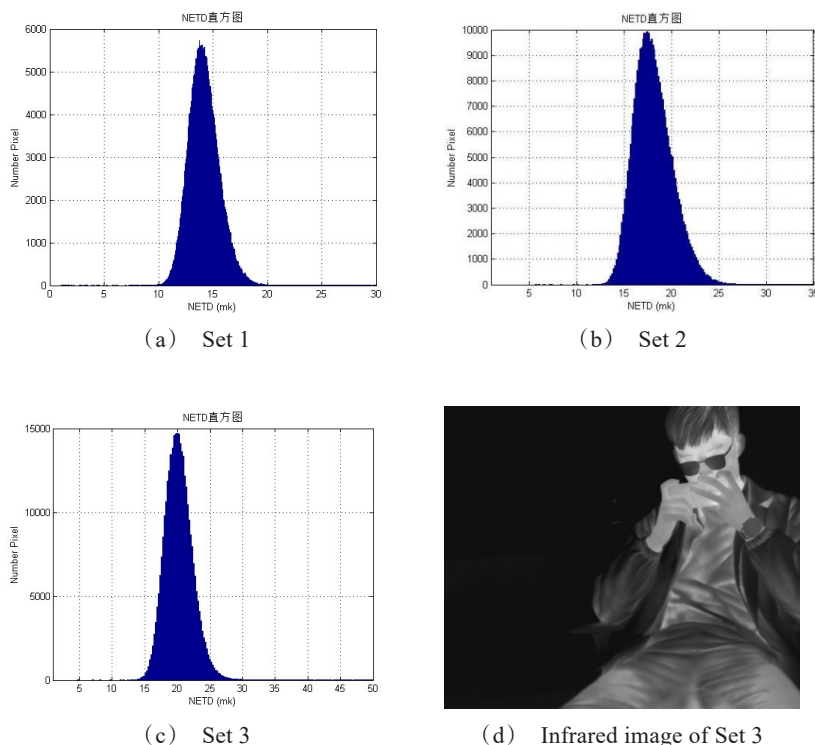 NETD直方图
6000
5000
4000
3000
2000
1000
0
Number Pixel
0 5 10 15 20 25 30
NETD (mk)
(a) Set 1
NETD直方图
10000
9000
8000
7000
6000
5000
4000
3000
2000
1000
0
Number Pixel
5 10 15 20 25 30 35
NETD (mk)
(b) Set 2
NETD直方图
15000
10000
5000
0
Number Pixel
5 10 15 20 25 30 35 40 45 50
NETD (mk)
(c) Set 3
(d) Infrared image of Set 3